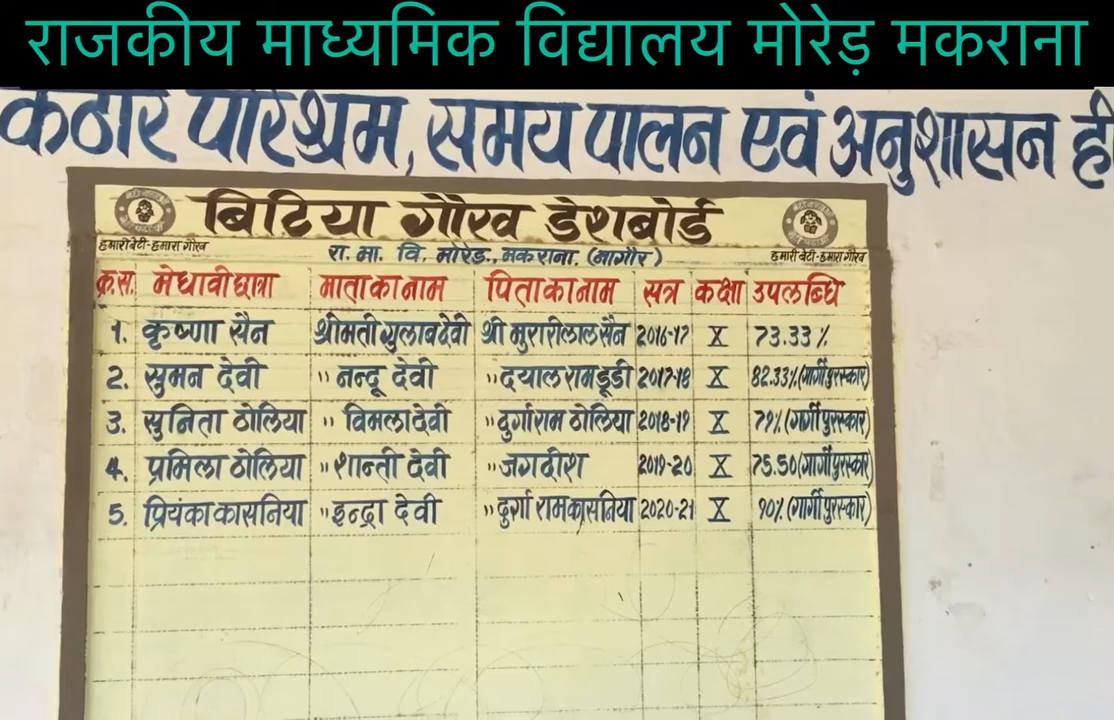 राजकीय माध्यमिक विद्यालय मोरेड़ मकराना
कठोर परिश्रम, समय पालन एवं अनुशासन ही
बिटिया गौरव डेशबोर्ड
हमारी बेटी-हमारा गौरव रा. मा. वि. मोरेड., मकराना. (नागौर) हमारी बेटी-हमारा गौरव
क्र.स. मेधावी छात्रा माता का नाम पिता का नाम सत्र कक्षा उपलब्धि
1. कृष्णा सैन श्रीमती गुलाब देवी श्री मुरारीलाल सैन 2016-17 X 73.33 %
2. सुमन देवी " नन्दू देवी " दयाल राम डूडी 2017-18 X 82.33% (गार्गी पुरस्कार)
3. सुनिता ठोलिया " विमला देवी " दुर्गाराम ठोलिया 2018-19 X 79% (गार्गी पुरस्कार)
4. प्रमिला ठोलिया " शान्ती देवी " जगदीश 2019-20 X 75.50 (गार्गी पुरस्कार)
5. प्रियंका कासनिया " इन्द्रा देवी " दुर्गा राम कासनिया 2020-21 X 90% (गार्गी पुरस्कार)